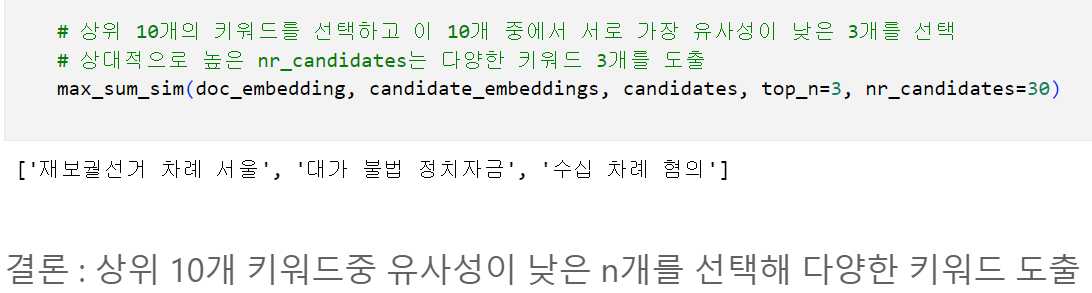 # 상위 10개의 키워드를 선택하고 이 10개 중에서 서로 가장 유사성이 낮은 3개를 선택
# 상대적으로 높은 nr_candidates는 다양한 키워드 3개를 도출
max_sum_sim(doc_embedding, candidate_embeddings, candidates, top_n=3, nr_candidates=30)
['재보궐선거 차례 서울', '대가 불법 정치자금', '수십 차례 혐의']
결론 : 상위 10개 키워드중 유사성이 낮은 n개를 선택해 다양한 키워드 도출